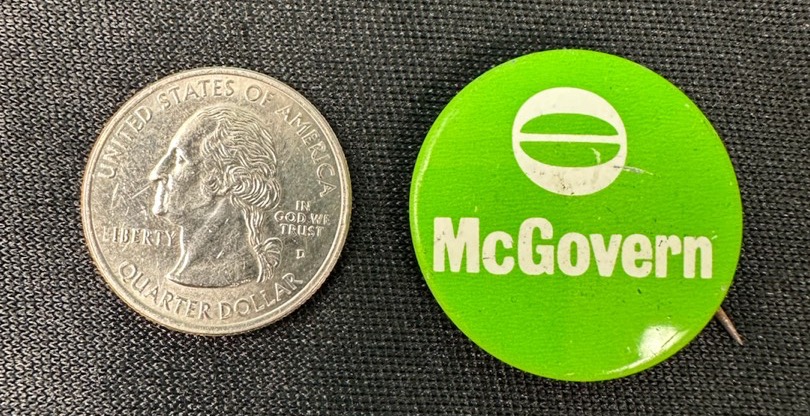 UNITED STATES OF AMERICA
LIBERTY
IN
GOD WE
TRUST
D
QUARTER DOLLAR
McGovern